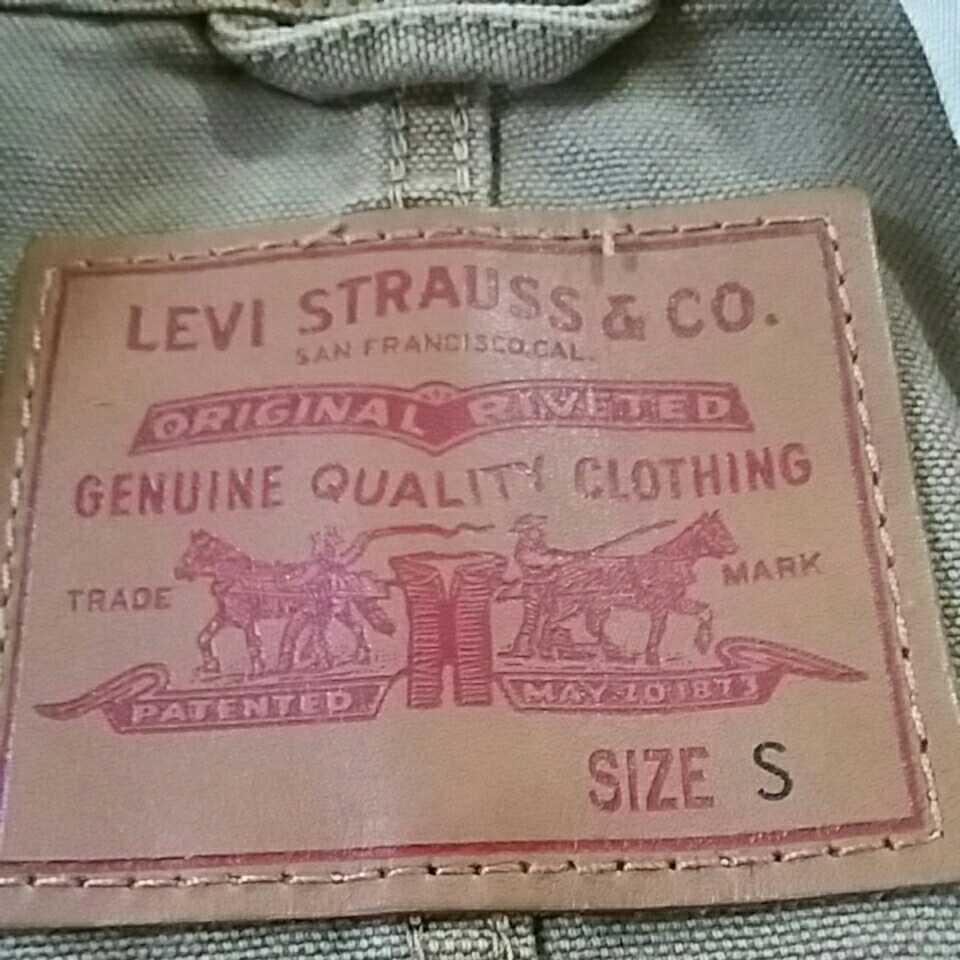 LEVI STRAUSS & CO.
SAN FRANCISCO, CAL.
ORIGINAL RIVETED
GENUINE QUALITY CLOTHING
TRADE MARK
PATENTED MAY 20 1873
SIZE S